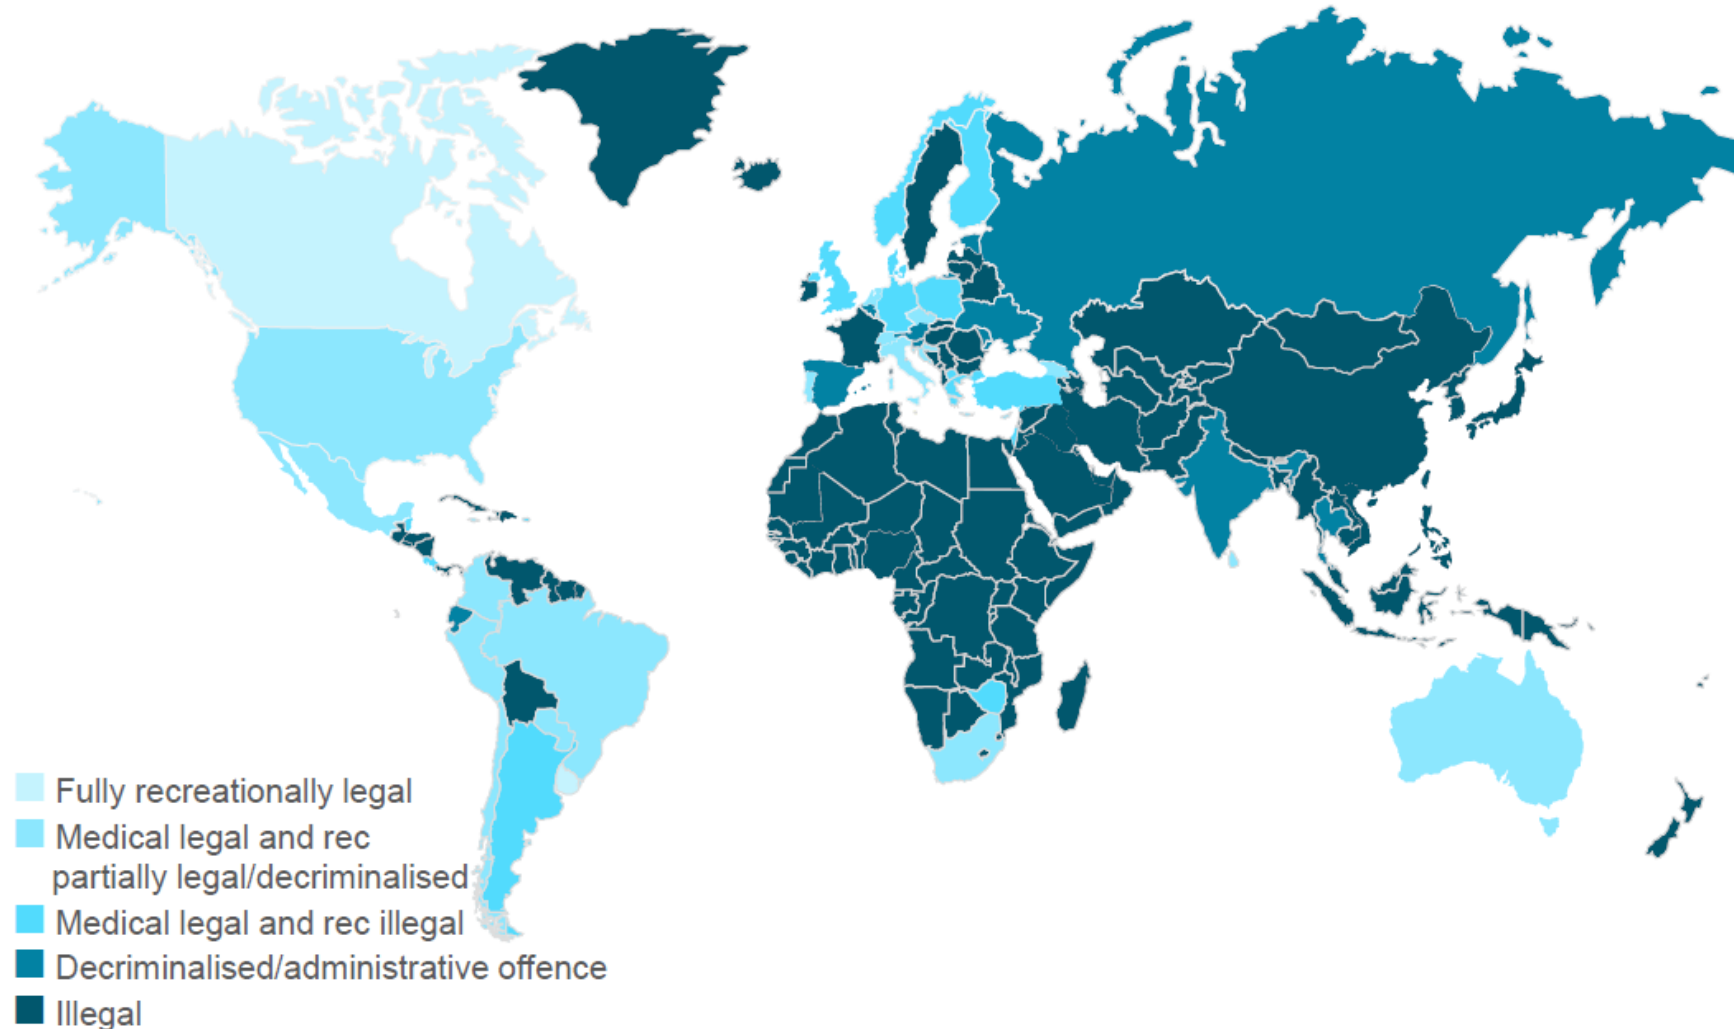 Fully recreationally legal
Medical legal and rec
partially legal/decriminalised
Medical legal and rec illegal
Decriminalised/administrative offence
Illegal